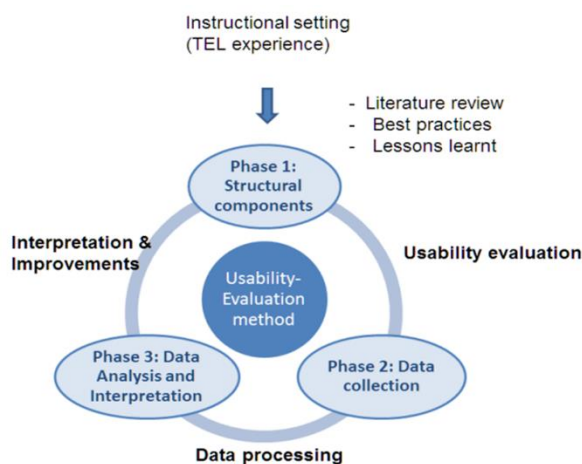 Instructional setting
(TEL experience)
- Literature review
- Best practices
- Lessons learnt
Phase 1:
Structural
components
Interpretation &
Improvements
Usability evaluation
Usability-
Evaluation
method
Phase 3: Data
Analysis and
Interpretation
Phase 2: Data
collection
Data processing